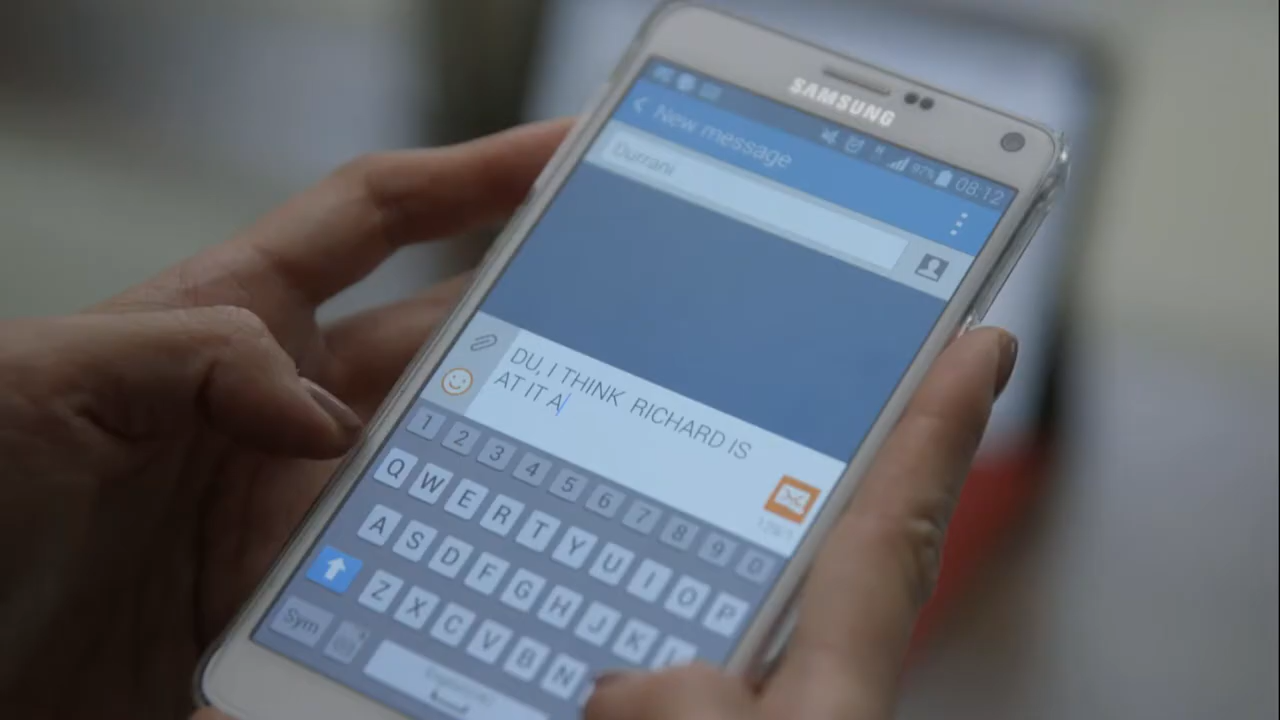 SAMSUNG
97% 08:12
New message
Durrani
DU, I THINK RICHARD IS
AT IT A
1 2 3 4 5 6 7 8 9 0
Q W E R T Y U I O P
A S D F G H J K L
Z X C V B N
Sym